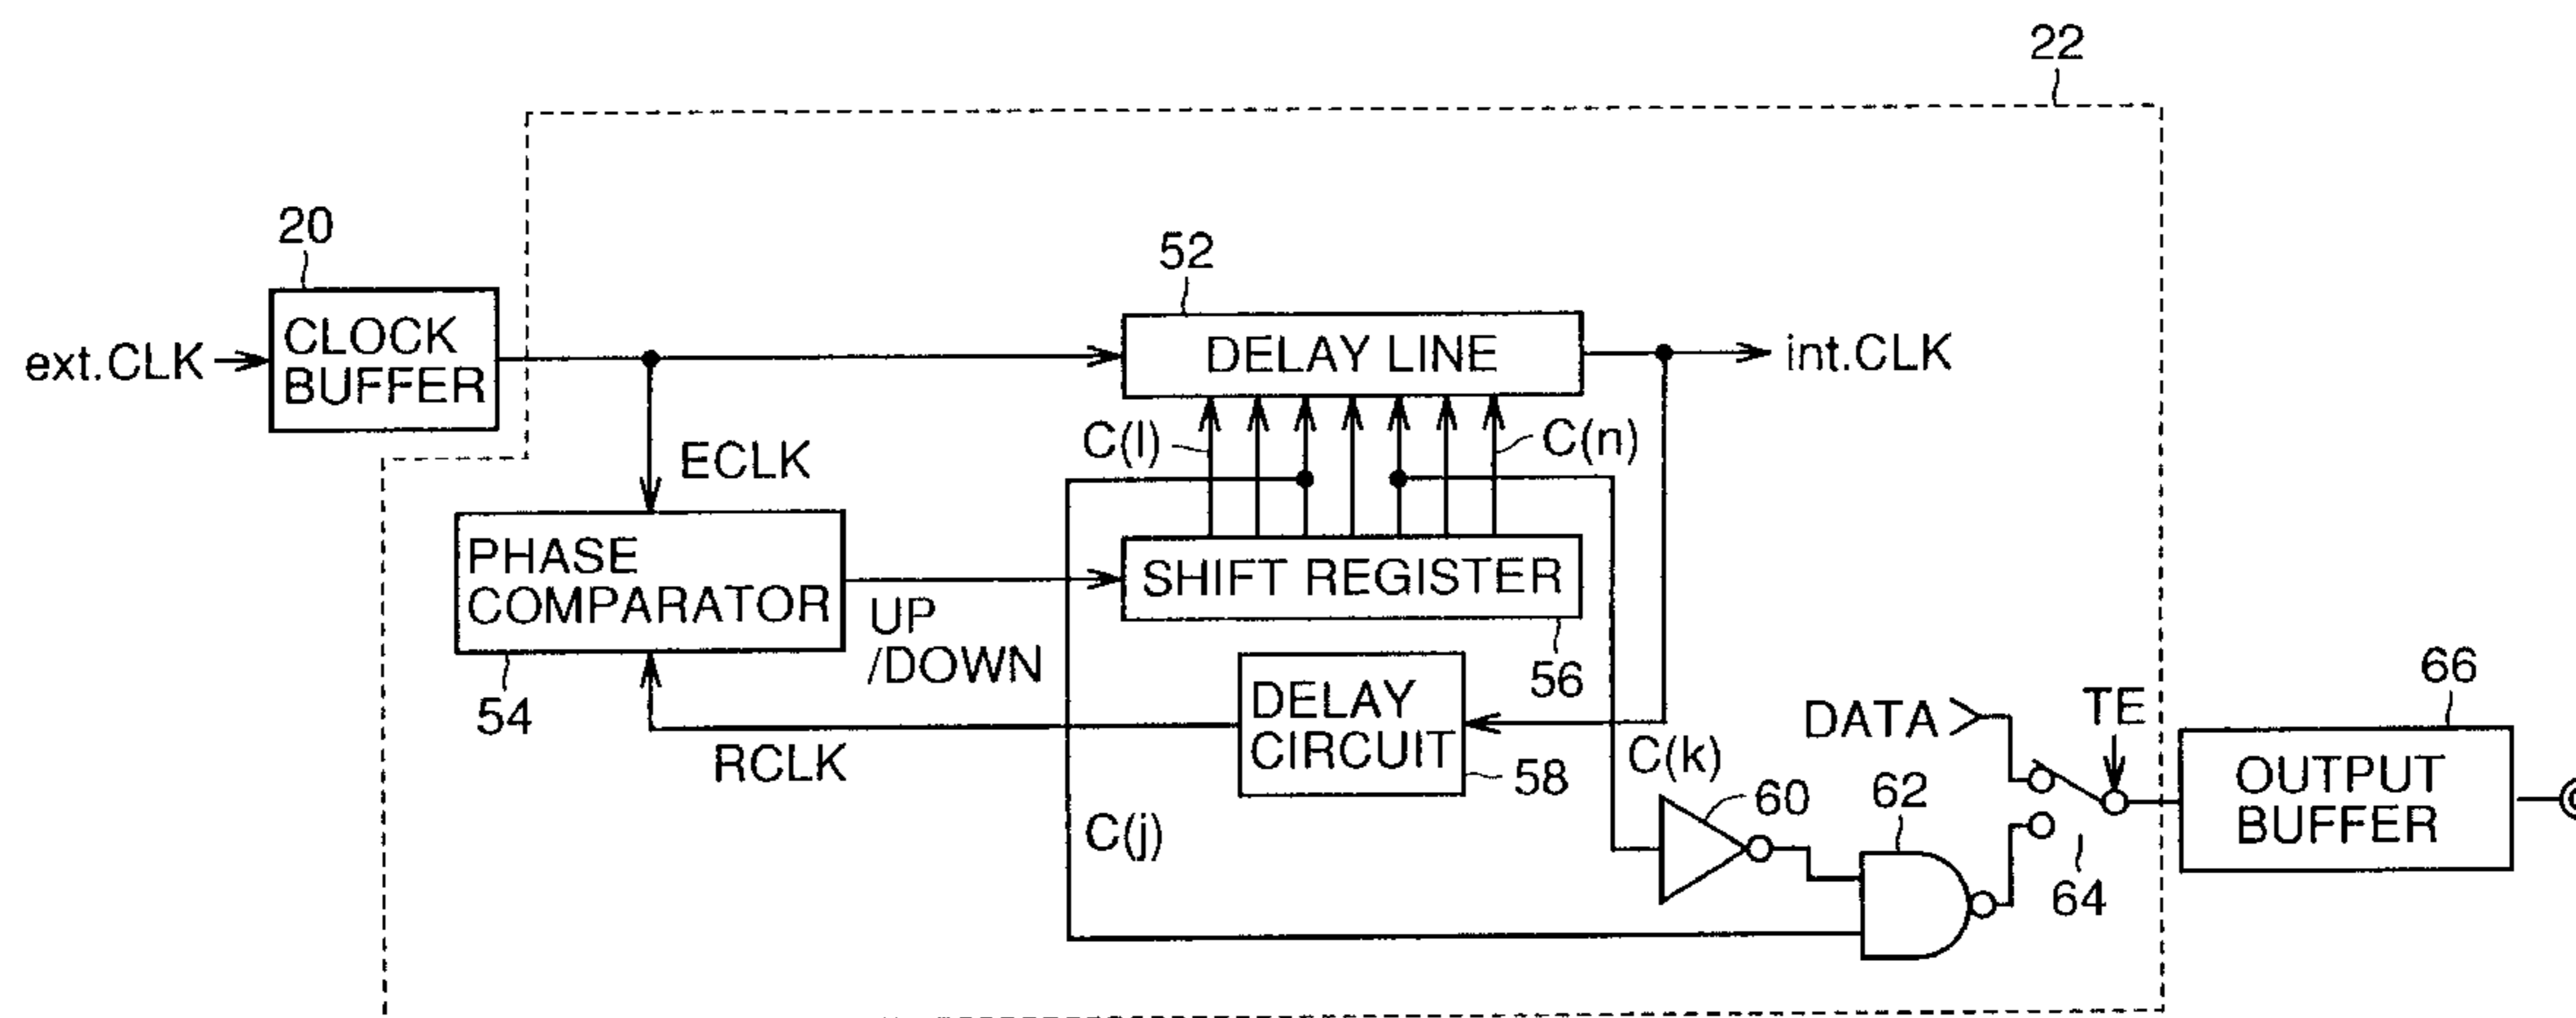 22
20
52
CLOCK
BUFFER
ext.CLK
DELAY LINE
int.CLK
C(l)
C(n)
ECLK
PHASE
COMPARATOR
SHIFT REGISTER
UP
/DOWN
56
54
DELAY
CIRCUIT
66
DATA
TE
RCLK
58
C(k)
60
62
OUTPUT
BUFFER
C(j)
64